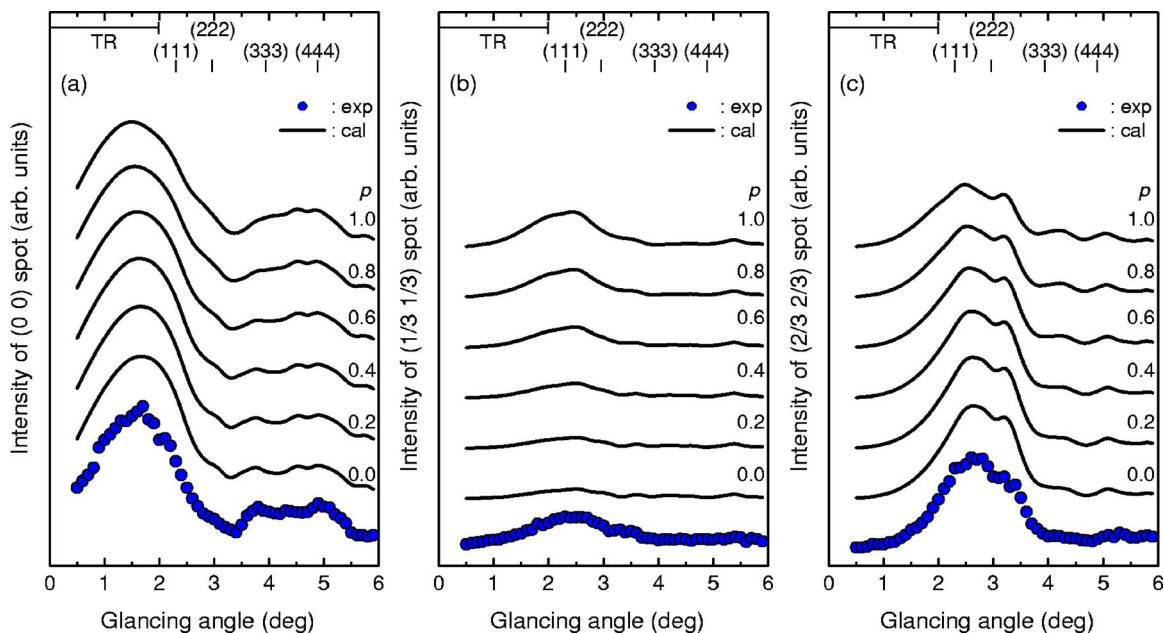 Intensity of (0 0) spot (arb. units)
TR
(111)
(222)
(333)
(444)
(a)
: exp
: cal
p
1.0
0.8
0.6
0.4
0.2
0.0
0 1 2 3 4 5 6
Glancing angle (deg)
Intensity of (1/3 1/3) spot (arb. units)
TR
(111)
(222)
(333)
(444)
(b)
: exp
: cal
p
1.0
0.8
0.6
0.4
0.2
0.0
0 1 2 3 4 5 6
Glancing angle (deg)
Intensity of (2/3 2/3) spot (arb. units)
TR
(111)
(222)
(333)
(444)
(c)
: exp
: cal
p
1.0
0.8
0.6
0.4
0.2
0.0
0 1 2 3 4 5 6
Glancing angle (deg)